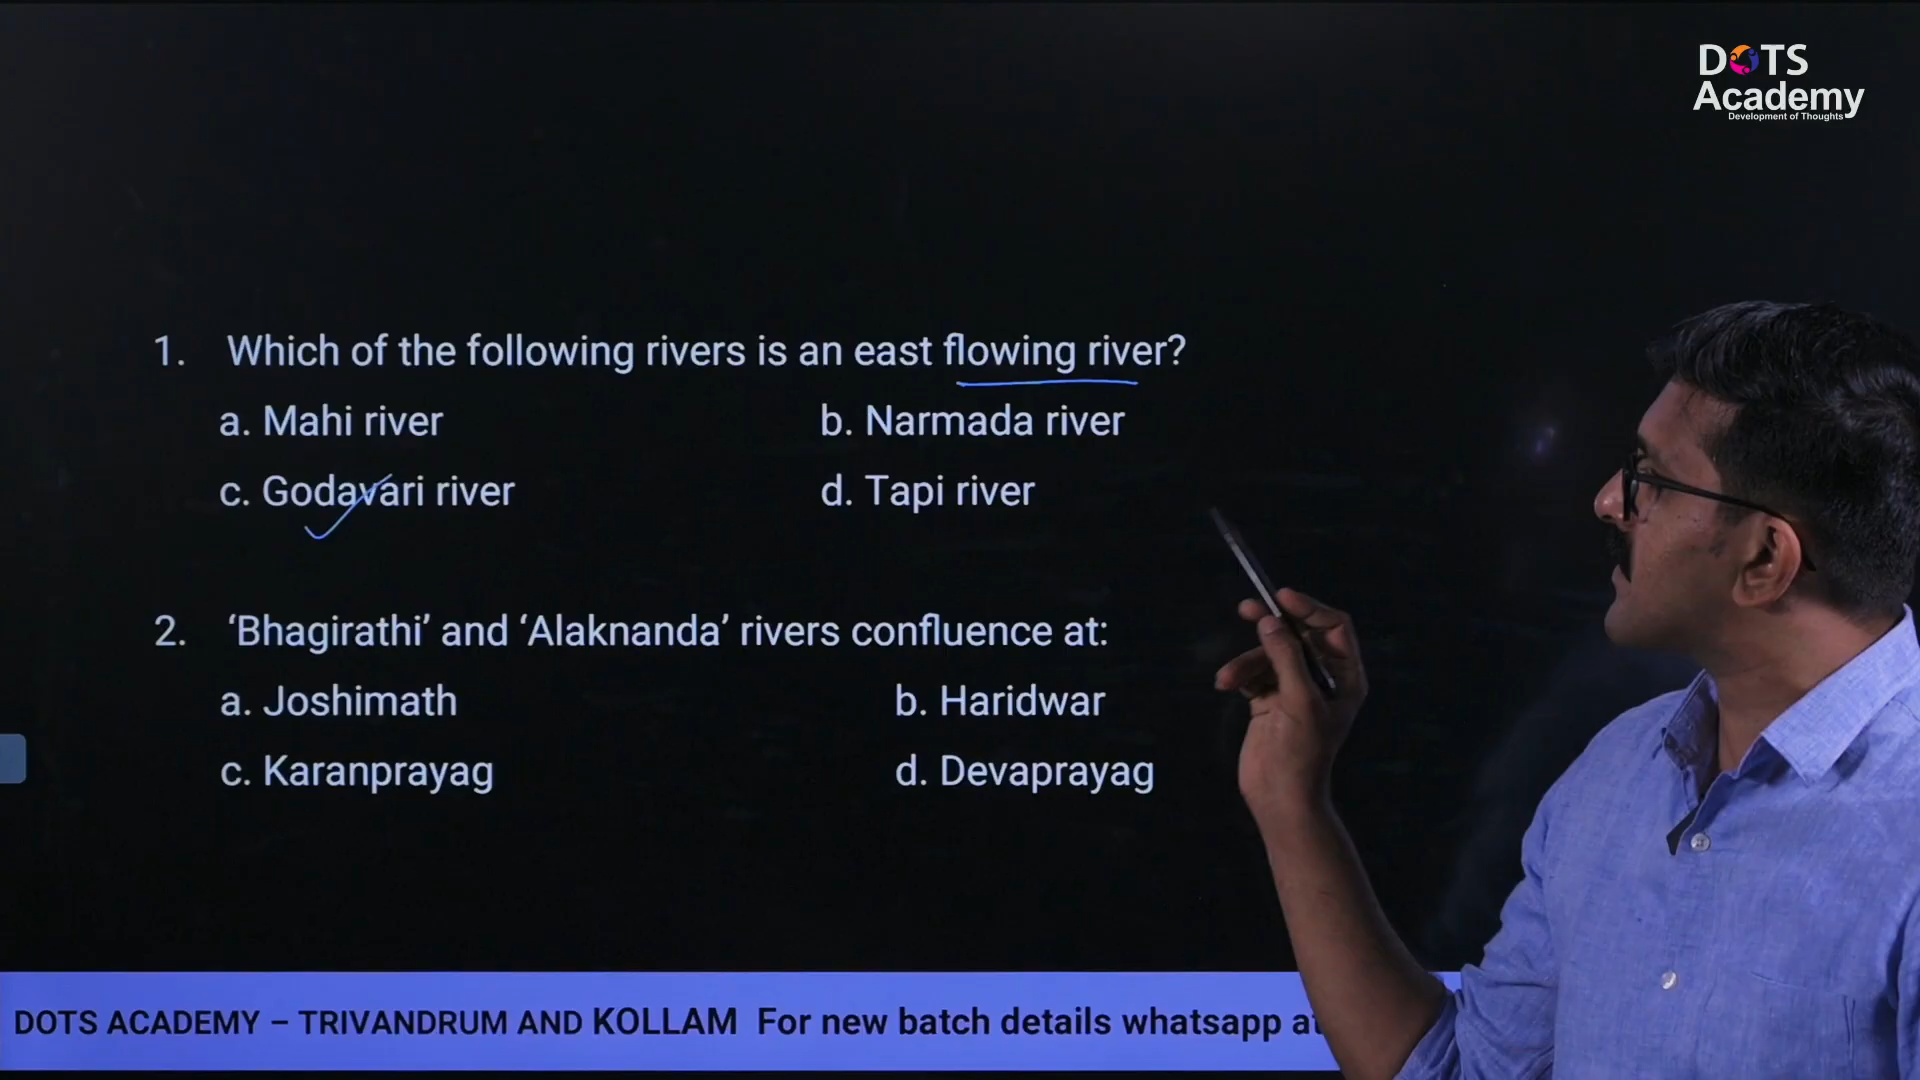 DOTS
Academy
Development of Thoughts
1. Which of the following rivers is an east flowing river?
a. Mahi river b. Narmada river
c. Godavari river d. Tapi river
2. ‘Bhagirathi’ and ‘Alaknanda’ rivers confluence at:
a. Joshimath b. Haridwar
c. Karanprayag d. Devaprayag
DOTS ACADEMY – TRIVANDRUM AND KOLLAM For new batch details whatsapp at